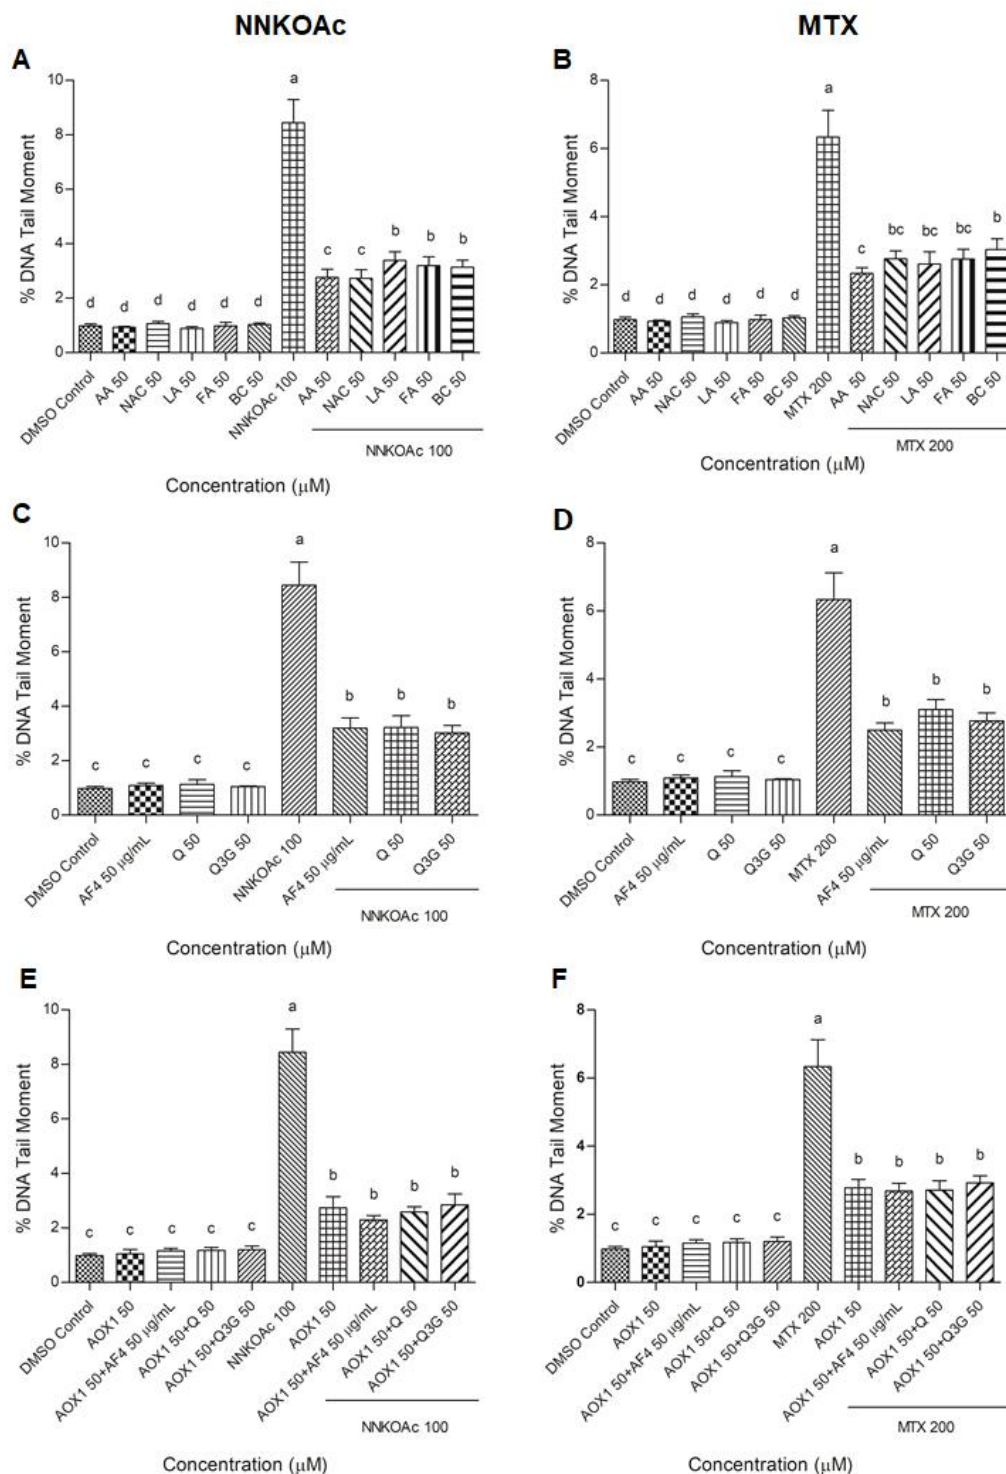 NNKOAc
MTX
A
% DNA Tail Moment
10
8
6
4
2
0
d d d d d d a c c b b b
DMSO Control
AA 50
NAC 50
LA 50
FA 50
BC 50
NNKOAc 100
AA 50
NAC 50
LA 50
FA 50
BC 50
NNKOAc 100
Concentration (μM)
B
% DNA Tail Moment
8
6
4
2
0
d d d d d d a c bc bc bc b
DMSO Control
AA 50
NAC 50
LA 50
FA 50
BC 50
MTX 200
AA 50
NAC 50
LA 50
FA 50
BC 50
MTX 200
Concentration (μM)
C
% DNA Tail Moment
10
8
6
4
2
0
c c c c a b b b
DMSO Control
AF4 50 μg/mL
Q 50
Q3G 50
NNKOAc 100
AF4 50 μg/mL
Q 50
Q3G 50
NNKOAc 100
Concentration (μM)
D
% DNA Tail Moment
8
6
4
2
0
c c c c a b b b
DMSO Control
AF4 50 μg/mL
Q 50
Q3G 50
MTX 200
AF4 50 μg/mL
Q 50
Q3G 50
MTX 200
Concentration (μM)
E
% DNA Tail Moment
10
8
6
4
2
0
c c c c c a b b b b
DMSO Control
AOX1 50
AOX1 50+AF4 50 μg/mL
AOX1 50+Q 50
AOX1 50+Q3G 50
NNKOAc 100
AOX1 50
AOX1 50+AF4 50 μg/mL
AOX1 50+Q 50
AOX1 50+Q3G 50
NNKOAc 100
Concentration (μM)
F
% DNA Tail Moment
8
6
4
2
0
c c c c c a b b b b
DMSO Control
AOX1 50
AOX1 50+AF4 50 μg/mL
AOX1 50+Q 50
AOX1 50+Q3G 50
MTX 200
AOX1 50
AOX1 50+AF4 50 μg/mL
AOX1 50+Q 50
AOX1 50+Q3G 50
MTX 200
Concentration (μM)